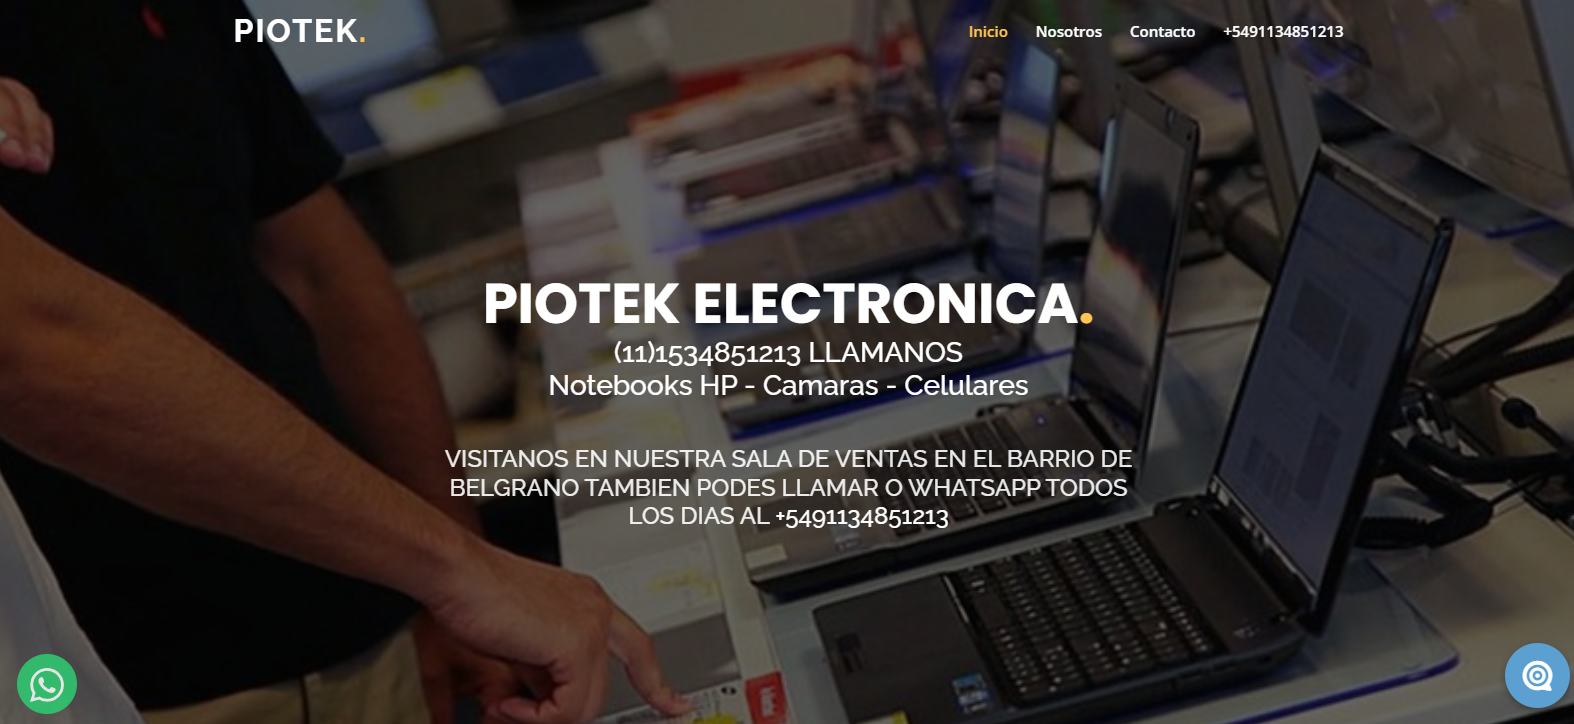 PIOTEK.
Inicio Nosotros Contacto +5491134851213
PIOTEK ELECTRONICA.
(11)1534851213 LLAMANOS
Notebooks HP - Camaras - Celulares
VISITANOS EN NUESTRA SALA DE VENTAS EN EL BARRIO DE
BELGRANO TAMBIEN PODES LLAMAR O WHATSAPP TODOS
LOS DIAS AL +5491134851213